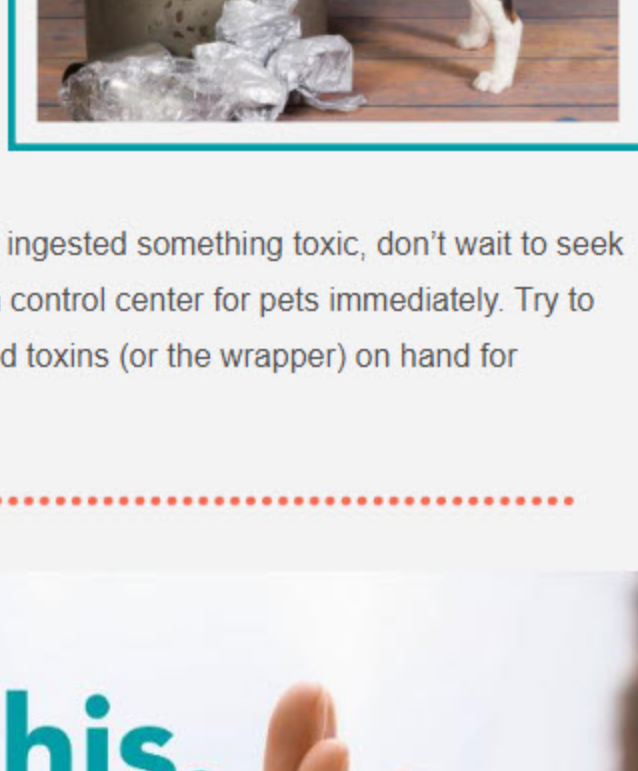 ingested something toxic, don't wait to seek
control center for pets immediately. Try to
d toxins (or the wrapper) on hand for
his.